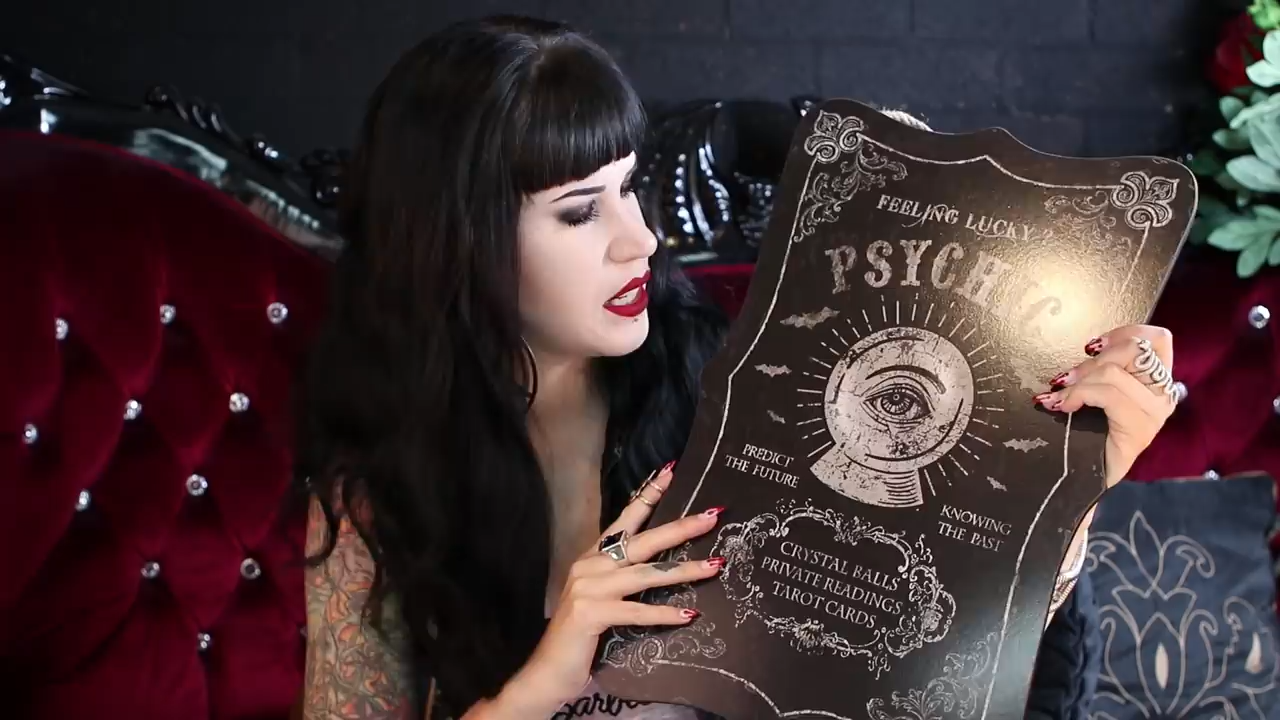 FEELING LUCKY?
PSYCHIC
PREDICT
THE FUTURE
KNOWING
THE PAST
CRYSTAL BALLS
PRIVATE READINGS
TAROT CARDS